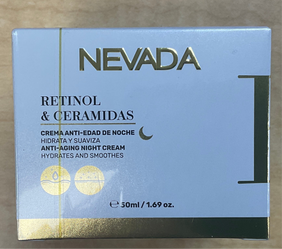 NEVADA
RETINOL
& CERAMIDAS
CREMA ANTI-EDAD DE NOCHE
HIDRATA Y SUAVIZA
ANTI-AGING NIGHT CREAM
HYDRATES AND SMOOTHES
℮ 50ml / 1.69 oz.